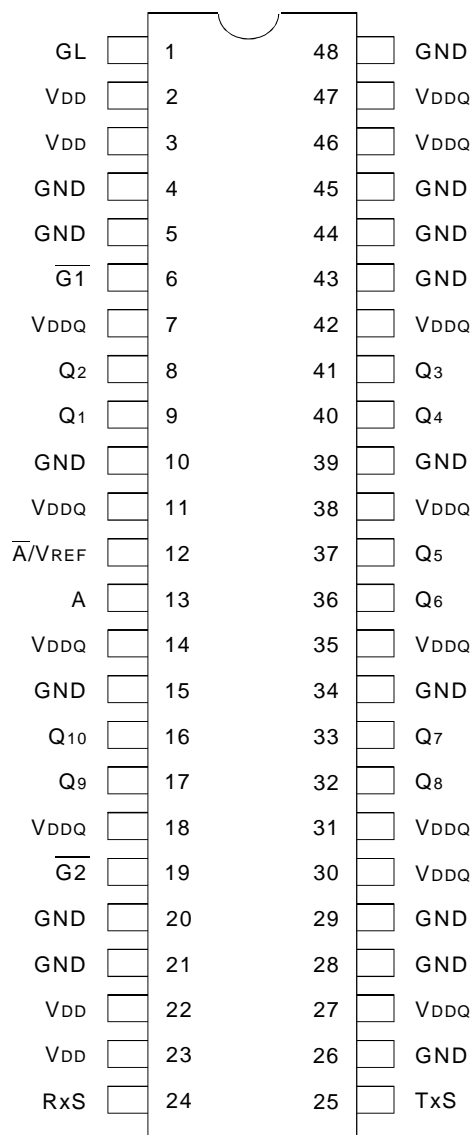 GL 1 48 GND
VDD 2 47 VDDQ
VDD 3 46 VDDQ
GND 4 45 GND
GND 5 44 GND
G̅1̅ 6 43 GND
VDDQ 7 42 VDDQ
Q2 8 41 Q3
Q1 9 40 Q4
GND 10 39 GND
VDDQ 11 38 VDDQ
A̅/VREF 12 37 Q5
A 13 36 Q6
VDDQ 14 35 VDDQ
GND 15 34 GND
Q10 16 33 Q7
Q9 17 32 Q8
VDDQ 18 31 VDDQ
G̅2̅ 19 30 VDDQ
GND 20 29 GND
GND 21 28 GND
VDD 22 27 VDDQ
VDD 23 26 GND
RxS 24 25 TxS